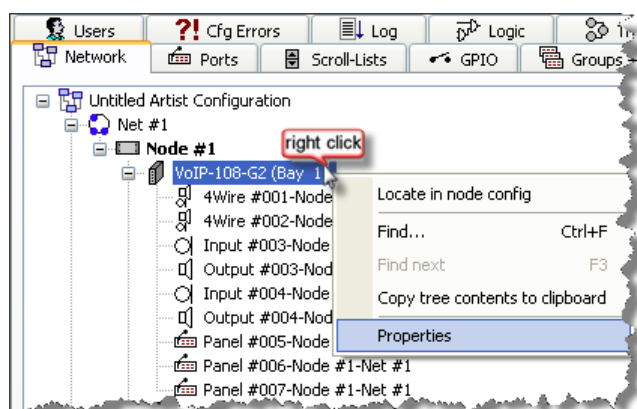 Users ?! Cfg Errors Log Logic
Network Ports Scroll-Lists GPIO Groups
Untitled Artist Configuration
Net #1
Node #1
right click
VoIP-108-G2 (Bay 1
4Wire #001-Node
4Wire #002-Node
Input #003-Node
Output #003-Nod
Input #004-Node
Output #004-Nod
Panel #005-Node
Panel #006-Node #1-Net #1
Panel #007-Node #1-Net #1
Locate in node config
Find... Ctrl+F
Find next F3
Copy tree contents to clipboard
Properties